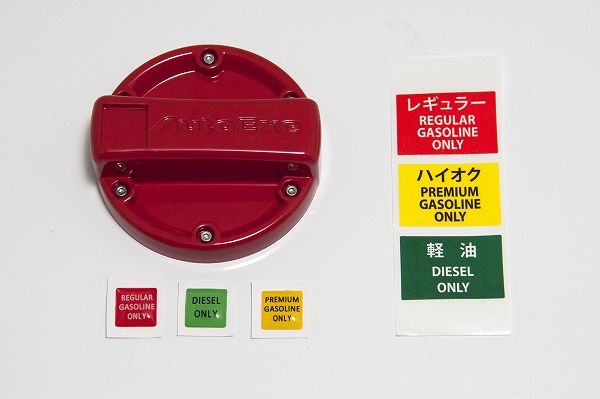 AutoExe
レギュラー
REGULAR
GASOLINE
ONLY
ハイオク
PREMIUM
GASOLINE
ONLY
軽 油
DIESEL
ONLY
REGULAR
GASOLINE
ONLY
DIESEL
ONLY
PREMIUM
GASOLINE
ONLY